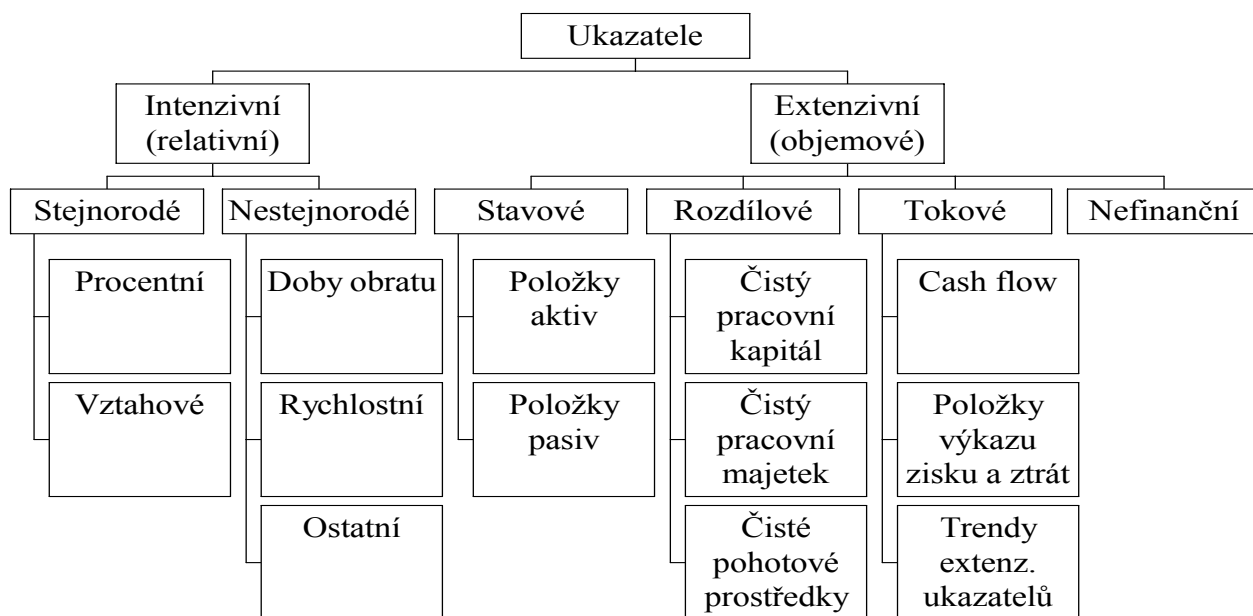 Ukazatele
Intenzivní
(relativní)
Extenzivní
(objemové)
Stejnorodé
Nestejnorodé
Stavové
Rozdílové
Tokové
Nefinanční
Procentní
Vztahové
Doby obratu
Rychlostní
Ostatní
Položky
aktiv
Položky
pasiv
Čistý
pracovní
kapitál
Čistý
pracovní
majetek
Čisté
pohotové
prostředky
Cash flow
Položky
výkazu
zisku a ztrát
Trendy
extenz.
ukazatelů